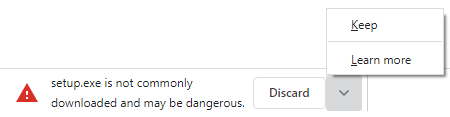 Keep
Learn more
setup.exe is not commonly
downloaded and may be dangerous.
Discard